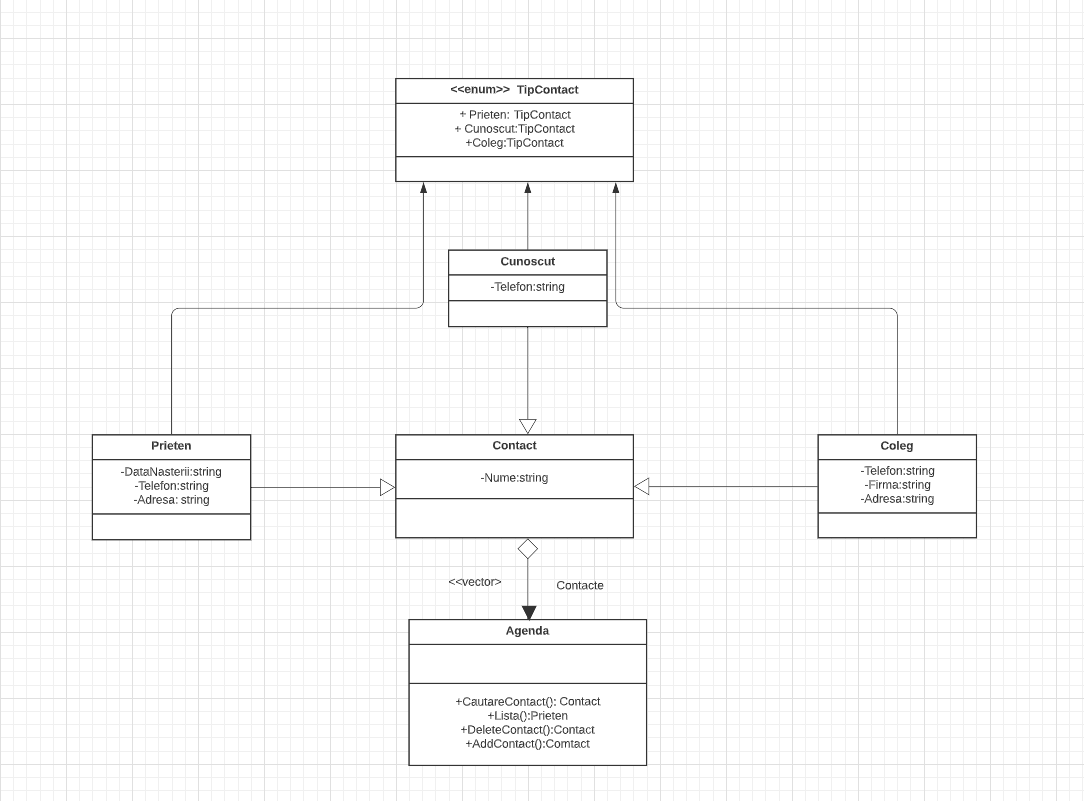 <<enum>> TipContact
+ Prieten: TipContact
+ Cunoscut:TipContact
+Coleg:TipContact
Cunoscut
-Telefon:string
Prieten
-DataNasterii:string
-Telefon:string
-Adresa: string
Contact
-Nume:string
Coleg
-Telefon:string
-Firma:string
-Adresa:string
<<vector>
Contacte
Agenda
+CautareContact(): Contact
+Lista():Prieten
+DeleteContact():Contact
+AddContact():Comtact